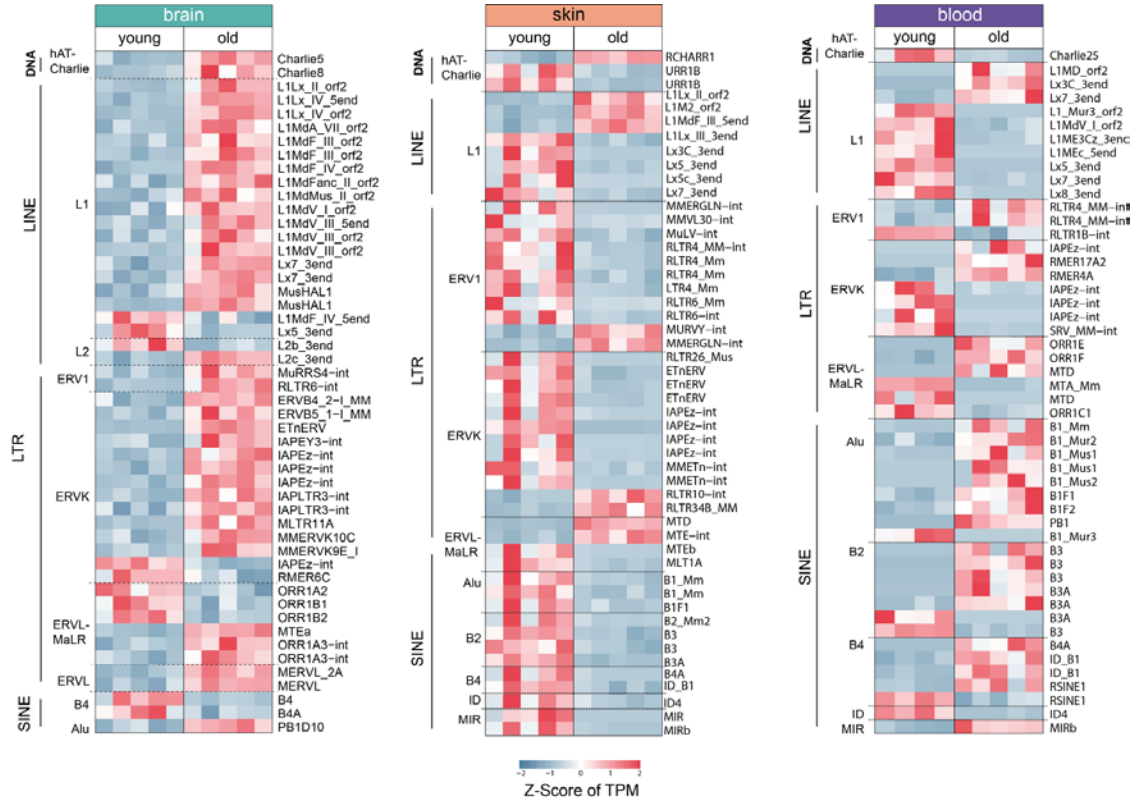 brain
young old
DNA
hAT-
Charlie
Charlie5
Charlie8
LINE
L1
L1Lx_II_orf2
L1Lx_IV_5end
L1Lx_IV_orf2
L1MdA_VII_orf2
L1MdF_III_orf2
L1MdF_III_orf2
L1MdF_IV_orf2
L1MdFanc_II_orf2
L1MdMus_II_orf2
L1MdV_I_orf2
L1MdV_III_5end
L1MdV_III_orf2
L1MdV_III_orf2
Lx7_3end
Lx7_3end
MusHAL1
MusHAL1
L1MdF_IV_5end
Lx5_3end
L2
L2b_3end
L2c_3end
LTR
ERV1
MuRRS4-int
RLTR6-int
ERVK
ERVB4_2-I_MM
ERVB5_1-I_MM
ETnERV
IAPEY3-int
IAPEz-int
IAPEz-int
IAPEz-int
IAPLTR3-int
IAPLTR3-int
MLTR11A
MMERVK10C
MMERVK9E_I
IAPEz-int
RMER6C
ERVL-
MaLR
ORR1A2
ORR1B1
ORR1B2
MTEa
ORR1A3-int
ORR1A3-int
ERVL
MERVL_2A
MERVL
SINE
B4
B4
B4A
Alu
PB1D10
skin
young old
DNA
hAT-
Charlie
RCHARR1
URR1B
URR1B
LINE
L1
L1Lx_II_orf2
L1M2_orf2
L1MdF_III_5end
L1Lx_III_3end
Lx3C_3end
Lx5_3end
Lx5c_3end
Lx7_3end
LTR
ERV1
MMERGLN-int
MMVL30-int
MuLV-int
RLTR4_MM-int
RLTR4_Mm
RLTR4_Mm
LTR4_Mm
RLTR6_Mm
RLTR6-int
MURVY-int
MMERGLN-int
ERVK
RLTR26_Mus
ETnERV
ETnERV
ETnERV
IAPEz-int
IAPEz-int
IAPEz-int
IAPEz-int
MMETn-int
MMETn-int
RLTR10-int
RLTR34B_MM
ERVL-
MaLR
MTD
MTE-int
MTEb
MLT1A
SINE
Alu
B1_Mm
B1_Mm
B1F1
B2
B2_Mm2
B3
B3
B3A
B4
B4A
ID_B1
ID
ID4
MIR
MIR
MIRb
blood
young old
DNA
hAT-
Charlie
Charlie25
LINE
L1
L1MD_orf2
Lx3C_3end
Lx7_3end
L1_Mur3_orf2
L1MdV_I_orf2
L1ME3Cz_3enc
L1MEc_5end
Lx5_3end
Lx7_3end
Lx8_3end
LTR
ERV1
RLTR4_MM-int
RLTR4_MM-int
RLTR1B-int
ERVK
IAPEz-int
RMER17A2
RMER4A
IAPEz-int
IAPEz-int
IAPEz-int
SRV_MM-int
ERVL-
MaLR
ORR1E
ORR1F
MTD
MTA_Mm
MTD
ORR1C1
SINE
Alu
B1_Mm
B1_Mur2
B1_Mus1
B1_Mus1
B1_Mus2
B1F1
B1F2
PB1
B1_Mur3
B2
B3
B3
B3
B3A
B3A
B3A
B3
B4
B4A
ID_B1
ID_B1
RSINE1
RSINE1
ID
ID4
MIR
MIRb
-2 -1 0 1 2
Z-Score of TPM